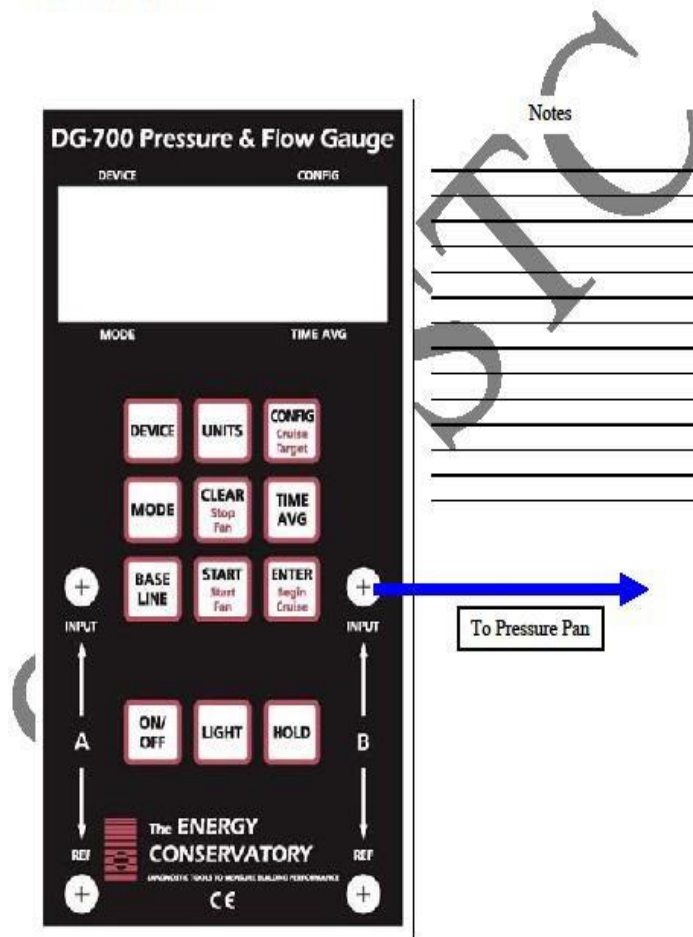 DG-700 Pressure & Flow Gauge
DEVICE CONFIG
MODE TIME AVG
DEVICE
UNITS
CONFIG
Cruise
Target
MODE
CLEAR
Stop
Fan
TIME
AVG
BASE
LINE
START
Start
Fan
ENTER
Begin
Cruise
INPUT
INPUT
A
B
ON/
OFF
LIGHT
HOLD
REF
REF
The ENERGY
CONSERVATORY
DIAGNOSTIC TOOLS TO MEASURE BUILDING PERFORMANCE
CE
Notes
To Pressure Pan
STC